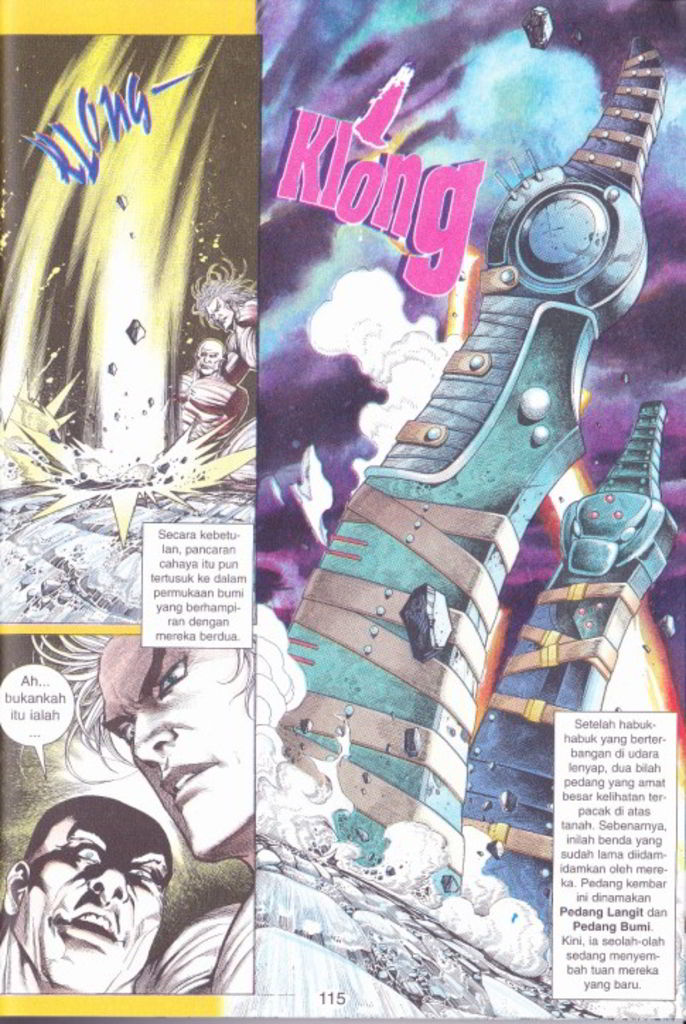 KLONG
Klong
Secara kebetu-
lan, pancaran
cahaya itu pun
tertusuk ke dalam
permukaan bumi
yang berhampi-
ran dengan
mereka berdua.
Ah...
bukankah
itu ialah
...
Setelah habuk-
habuk yang berter-
bangan di udara
lenyap, dua bilah
pedang yang amat
besar kelihatan ter-
pacak di atas
tanah. Sebenarnya,
inilah benda yang
sudah lama diidam-
idamkan oleh mere-
ka. Pedang kembar
ini dinamakan
Pedang Langit dan
Pedang Bumi.
Kini, ia seolah-olah
sedang menyem-
bah tuan mereka
yang baru.
115